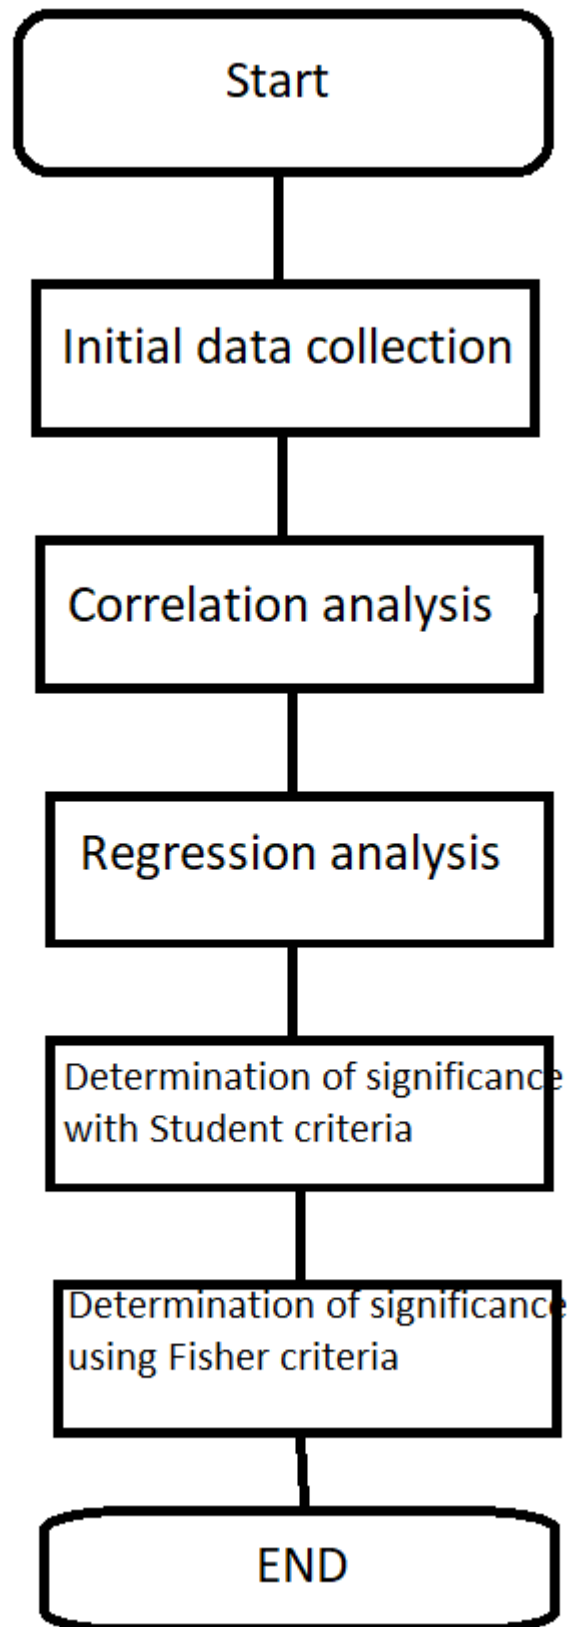 Start
Initial data collection
Correlation analysis
Regression analysis
Determination of significance
with Student criteria
Determination of significance
using Fisher criteria
END